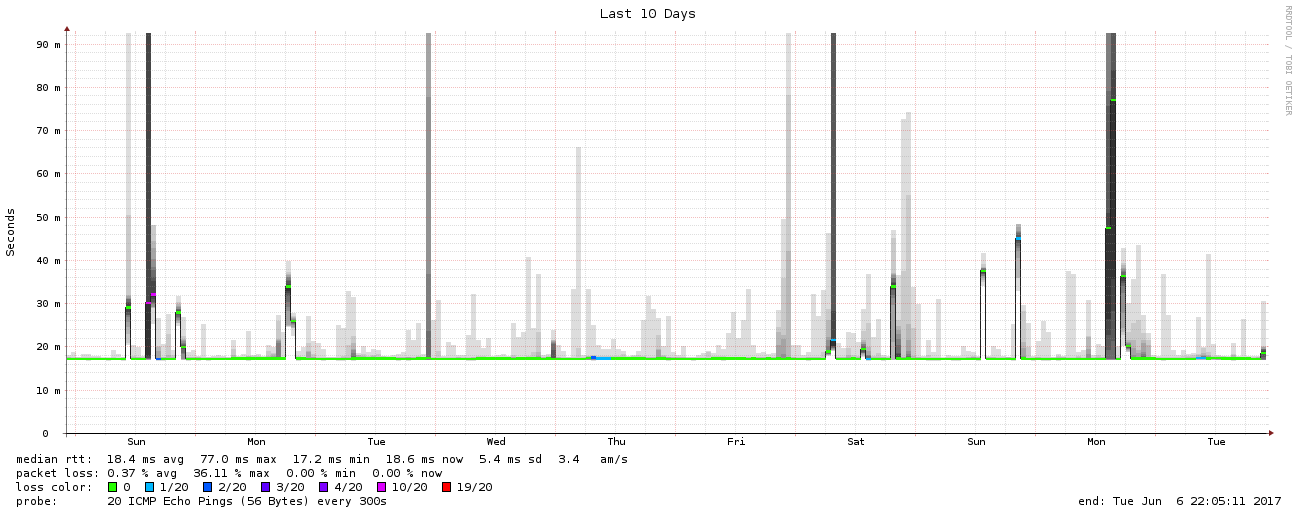 Last 10 Days
RRDTOOL / TOBI OETIKER
Seconds
90 m
80 m
70 m
60 m
50 m
40 m
30 m
20 m
10 m
0
Sun Mon Tue Wed Thu Fri Sat Sun Mon Tue
median rtt: 18.4 ms avg 77.0 ms max 17.2 ms min 18.6 ms now 5.4 ms sd 3.4 am/s
packet loss: 0.37 % avg 36.11 % max 0.00 % min 0.00 % now
loss color: 0 1/20 2/20 3/20 4/20 10/20 19/20
probe: 20 ICMP Echo Pings (56 Bytes) every 300s end: Tue Jun 6 22:05:11 2017